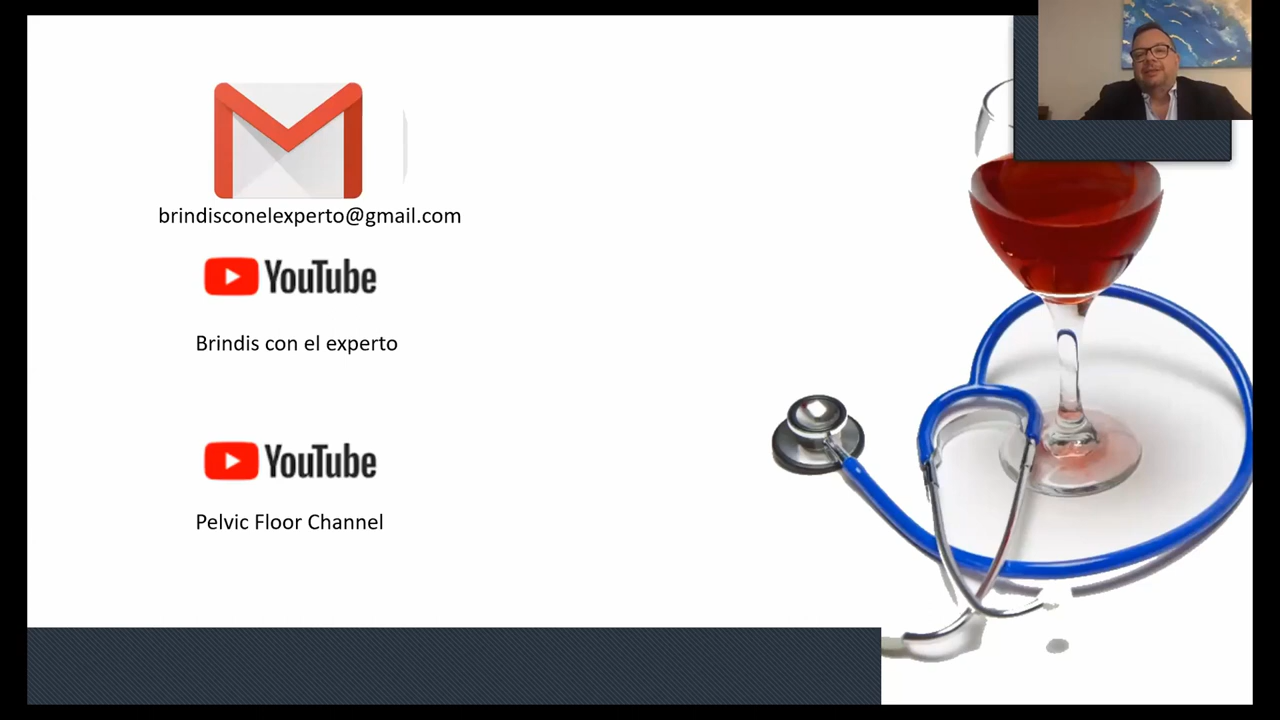 brindisconelexperto@gmail.com
YouTube
Brindis con el experto
YouTube
Pelvic Floor Channel